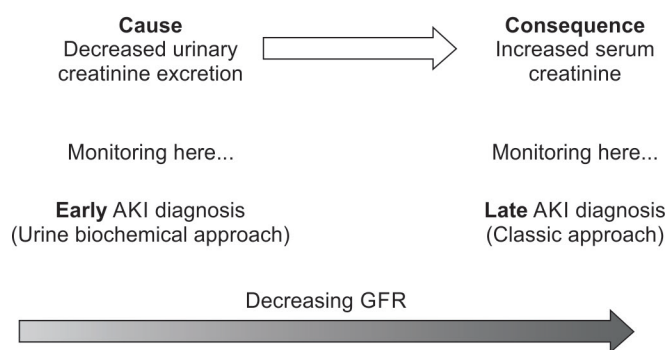 Cause
Decreased urinary
creatinine excretion
Consequence
Increased serum
creatinine
Monitoring here...
Monitoring here...
Early AKI diagnosis
(Urine biochemical approach)
Late AKI diagnosis
(Classic approach)
Decreasing GFR